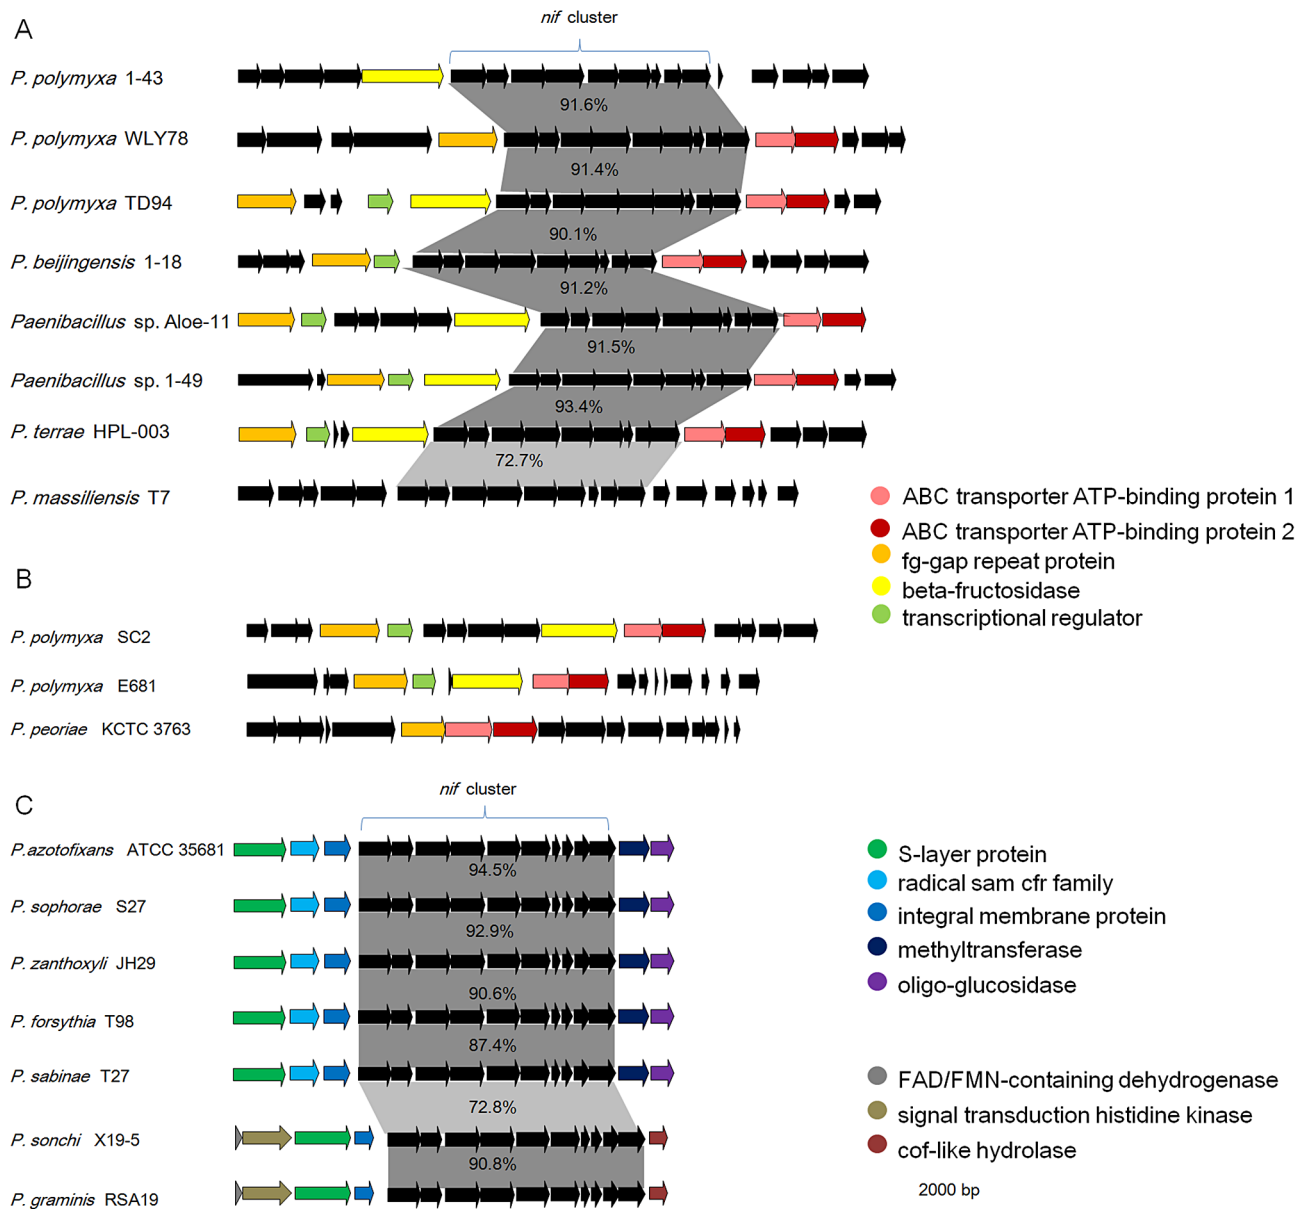 A
nif cluster
P. polymyxa 1-43
91.6%
P. polymyxa WLY78
91.4%
P. polymyxa TD94
90.1%
P. beijingensis 1-18
91.2%
Paenibacillus sp. Aloe-11
91.5%
Paenibacillus sp. 1-49
93.4%
P. terrae HPL-003
72.7%
P. massiliensis T7
ABC transporter ATP-binding protein 1
ABC transporter ATP-binding protein 2
fg-gap repeat protein
beta-fructosidase
transcriptional regulator
B
P. polymyxa SC2
P. polymyxa E681
P. peoriae KCTC 3763
C
nif cluster
P.azotofixans ATCC 35681
94.5%
P. sophorae S27
92.9%
P. zanthoxyli JH29
90.6%
P. forsythia T98
87.4%
P. sabinae T27
72.8%
P. sonchi X19-5
90.8%
P. graminis RSA19
S-layer protein
radical sam cfr family
integral membrane protein
methyltransferase
oligo-glucosidase
FAD/FMN-containing dehydrogenase
signal transduction histidine kinase
cof-like hydrolase
2000 bp